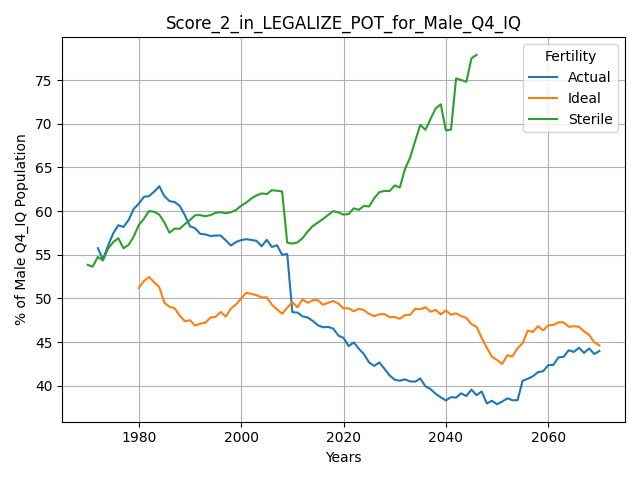 Score_2_in_LEGALIZE_POT_for_Male_Q4_IQ
% of Male Q4_IQ Population
75
70
65
60
55
50
45
40
Fertility
Actual
Ideal
Sterile
1980
2000
2020
2040
2060
Years